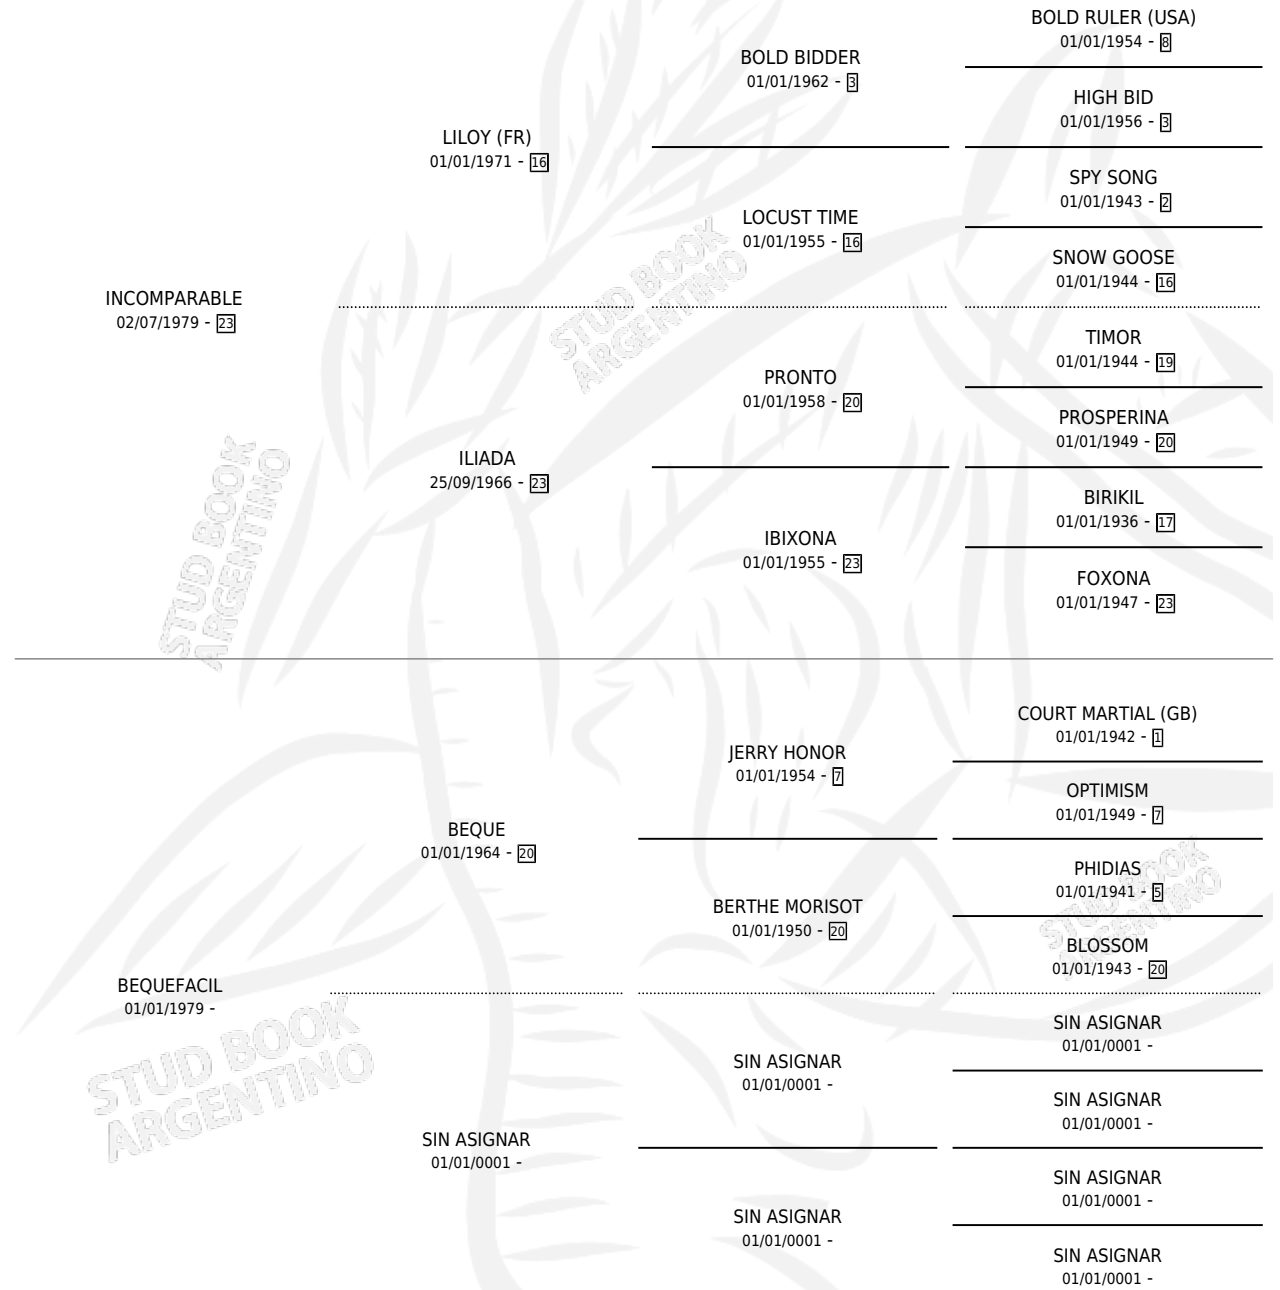 BOLD RULER (USA)
01/01/1954 - 8
BOLD BIDDER
01/01/1962 - 3
HIGH BID
01/01/1956 - 3
LILOY (FR)
01/01/1971 - 16
SPY SONG
01/01/1943 - 2
LOCUST TIME
01/01/1955 - 16
SNOW GOOSE
01/01/1944 - 16
INCOMPARABLE
02/07/1979 - 23
TIMOR
01/01/1944 - 19
PRONTO
01/01/1958 - 20
PROSPERINA
01/01/1949 - 20
ILIADA
25/09/1966 - 23
BIRIKIL
01/01/1936 - 17
IBIXONA
01/01/1955 - 23
FOXONA
01/01/1947 - 23
STUD BOOK
ARGENTINO
STUD BOOK
ARGENTINO
COURT MARTIAL (GB)
01/01/1942 - 1
JERRY HONOR
01/01/1954 - 7
OPTIMISM
01/01/1949 - 7
BEQUE
01/01/1964 - 20
PHIDIAS
01/01/1941 - 5
BERTHE MORISOT
01/01/1950 - 20
BLOSSOM
01/01/1943 - 20
STUD BOOK
ARGENTINO
BEQUEFACIL
01/01/1979 -
SIN ASIGNAR
01/01/0001 -
SIN ASIGNAR
01/01/0001 -
SIN ASIGNAR
01/01/0001 -
SIN ASIGNAR
01/01/0001 -
SIN ASIGNAR
01/01/0001 -
SIN ASIGNAR
01/01/0001 -
SIN ASIGNAR
01/01/0001 -
STUD BOOK
ARGENTINO